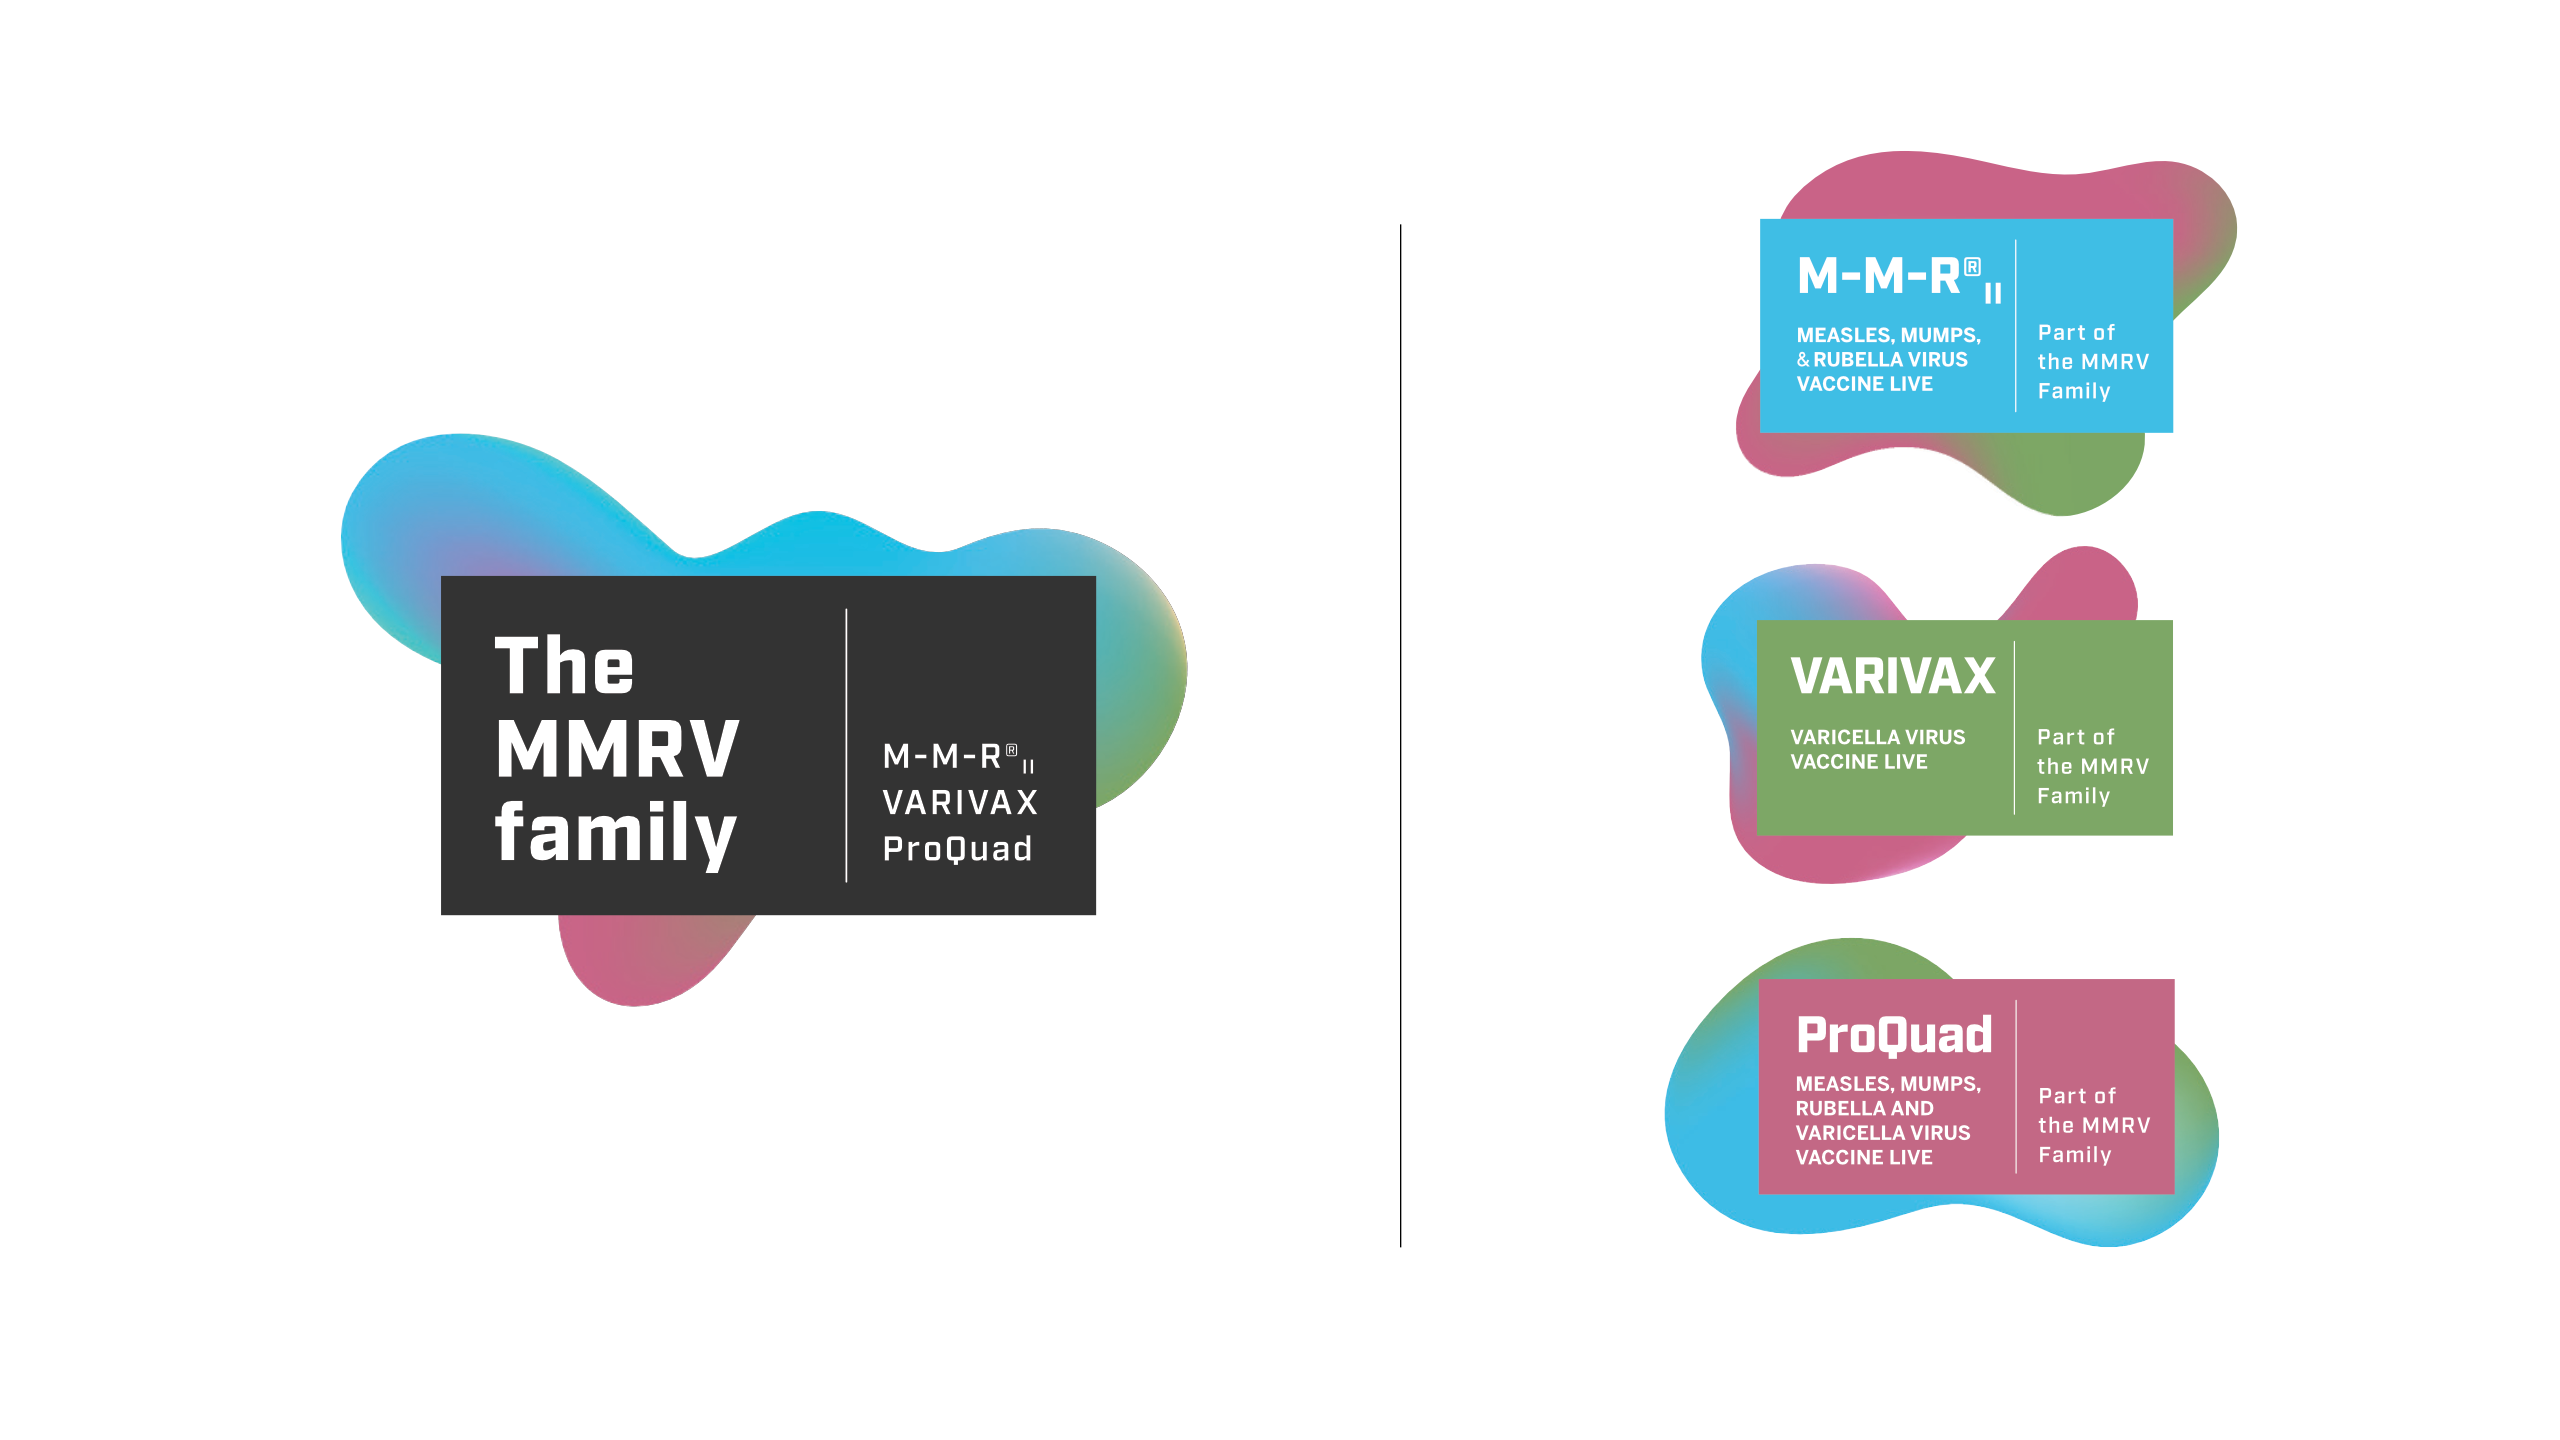 The
MMRV
family
M-M-R®II
VARIVAX
ProQuad
M-M-R®II
MEASLES, MUMPS,
& RUBELLA VIRUS
VACCINE LIVE
Part of
the MMRV
Family
VARIVAX
VARICELLA VIRUS
VACCINE LIVE
Part of
the MMRV
Family
ProQuad
MEASLES, MUMPS,
RUBELLA AND
VARICELLA VIRUS
VACCINE LIVE
Part of
the MMRV
Family